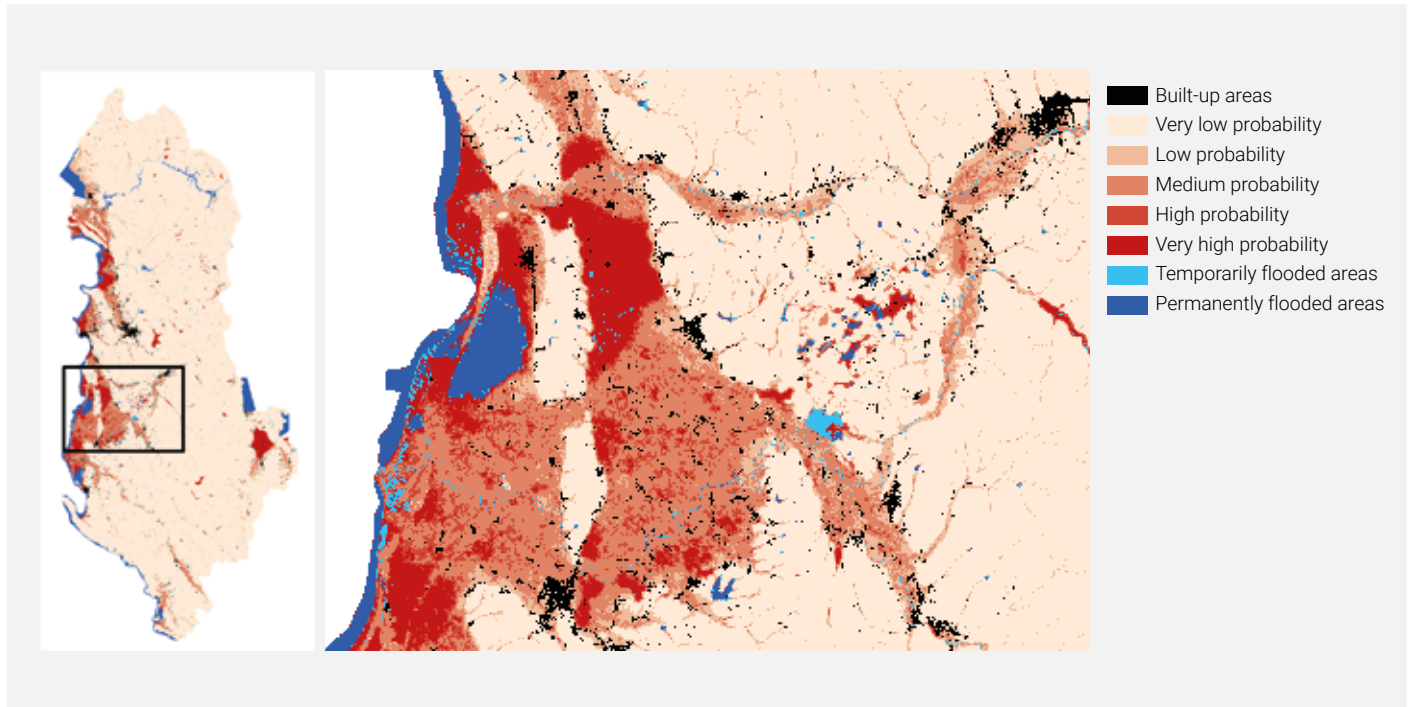 Built-up areas
Very low probability
Low probability
Medium probability
High probability
Very high probability
Temporarily flooded areas
Permanently flooded areas